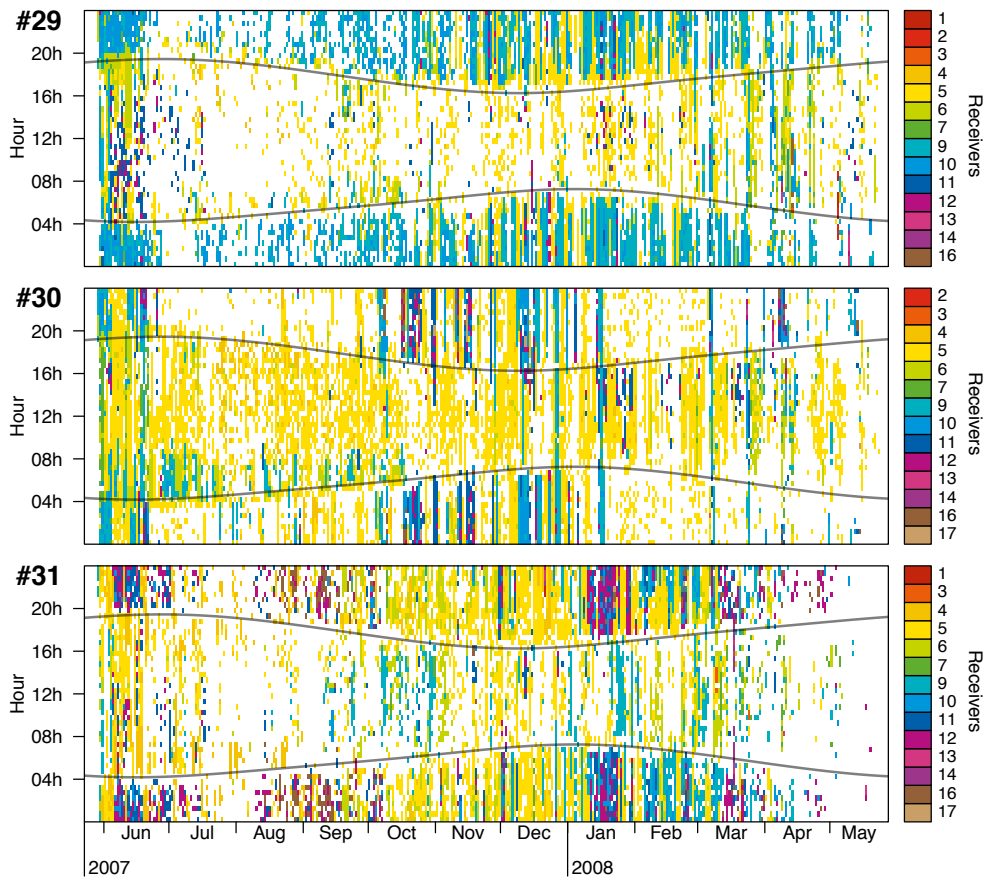 #29
20h
16h
12h
08h
04h
Hour
1
2
3
4
5
6
7
9
10
11
12
13
14
16
Receivers
#30
20h
16h
12h
08h
04h
Hour
2
3
4
5
6
7
9
10
11
12
13
14
16
17
Receivers
#31
20h
16h
12h
08h
04h
Hour
1
3
4
5
6
7
9
10
11
12
13
14
16
17
Receivers
Jun Jul Aug Sep Oct Nov Dec Jan Feb Mar Apr May
2007 2008